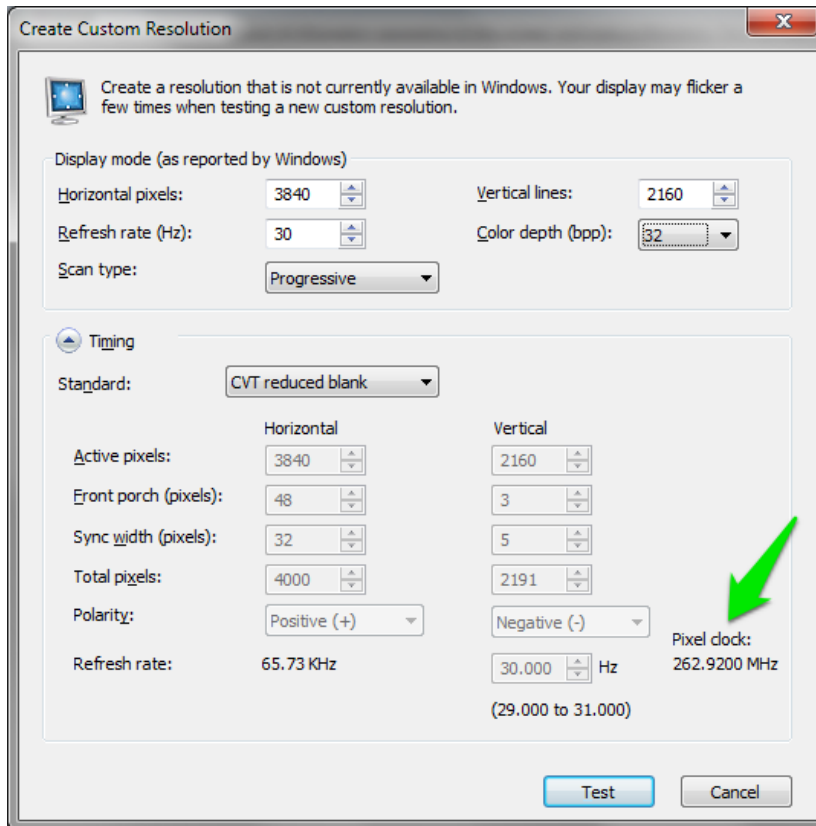 Create Custom Resolution
Create a resolution that is not currently available in Windows. Your display may flicker a
few times when testing a new custom resolution.
Display mode (as reported by Windows)
Horizontal pixels: 3840 Vertical lines: 2160
Refresh rate (Hz): 30 Color depth (bpp): 32
Scan type: Progressive
Timing
Standard: CVT reduced blank
Horizontal Vertical
Active pixels: 3840 2160
Front porch (pixels): 48 3
Sync width (pixels): 32 5
Total pixels: 4000 2191
Polarity: Positive (+) Negative (-)
Pixel clock:
Refresh rate: 65.73 KHz 30.000 Hz 262.9200 MHz
(29.000 to 31.000)
Test Cancel